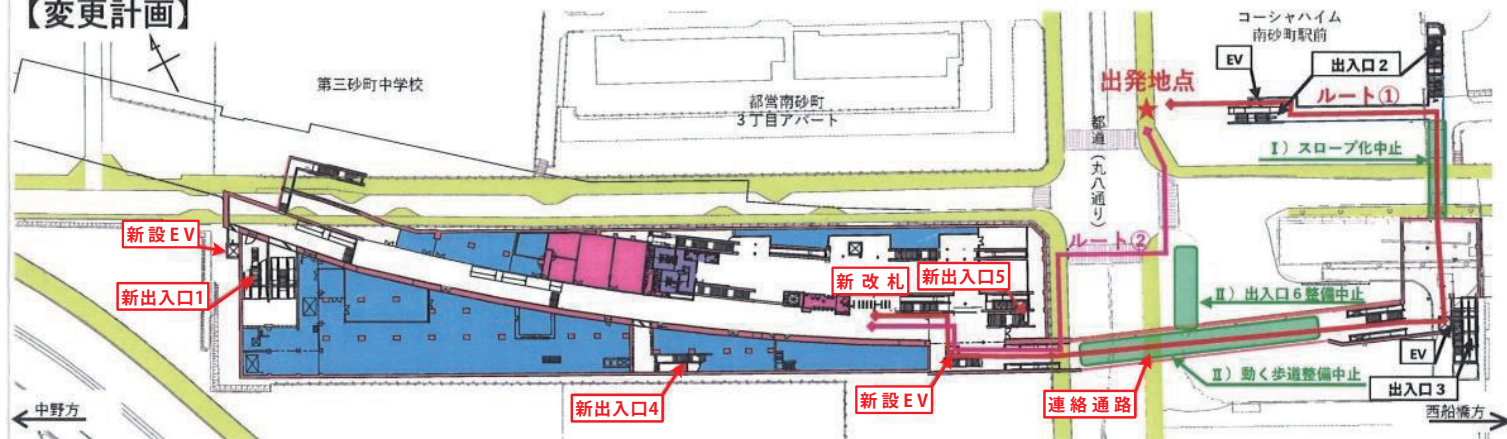 【変更計画】
コーシャハイム
南砂町駅前
EV
出入口2
第三砂町中学校
都営南砂町
3丁目アパート
出発地点
ルート①
都道(丸八通り)
Ⅰ)スロープ化中止
新設EV
新出入口1
ルート②
新改札
新出入口5
Ⅱ)出入口6整備中止
新出入口4
新設EV
連絡通路
Ⅱ)動く歩道整備中止
EV
出入口3
中野方
西船橋方